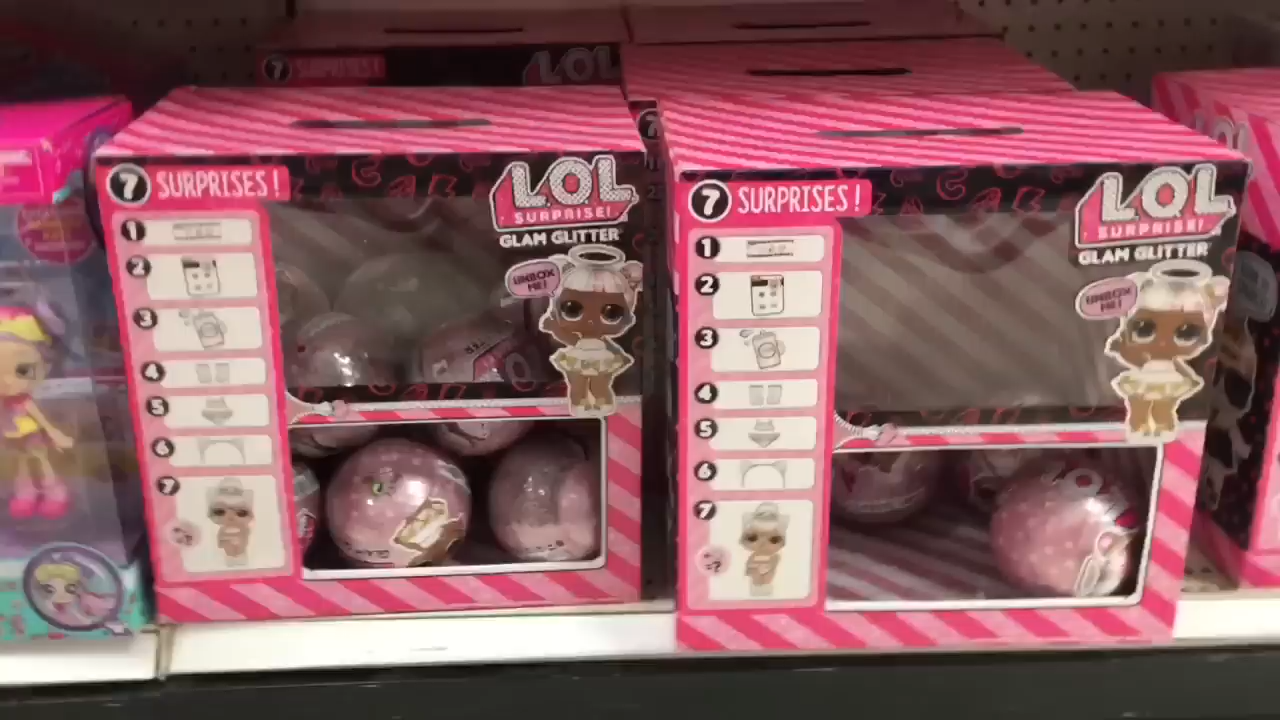 7 SURPRISE!
L.O.L
7 SURPRISES!
L.O.L
SURPRISE!
GLAM GLITTER
UNBOX
ME!
1
2
3
4
5
6
7
=?
7 SURPRISES!
L.O.L
SURPRISE!
GLAM GLITTER
UNBOX
ME!
1
2
3
4
5
6
7
=?